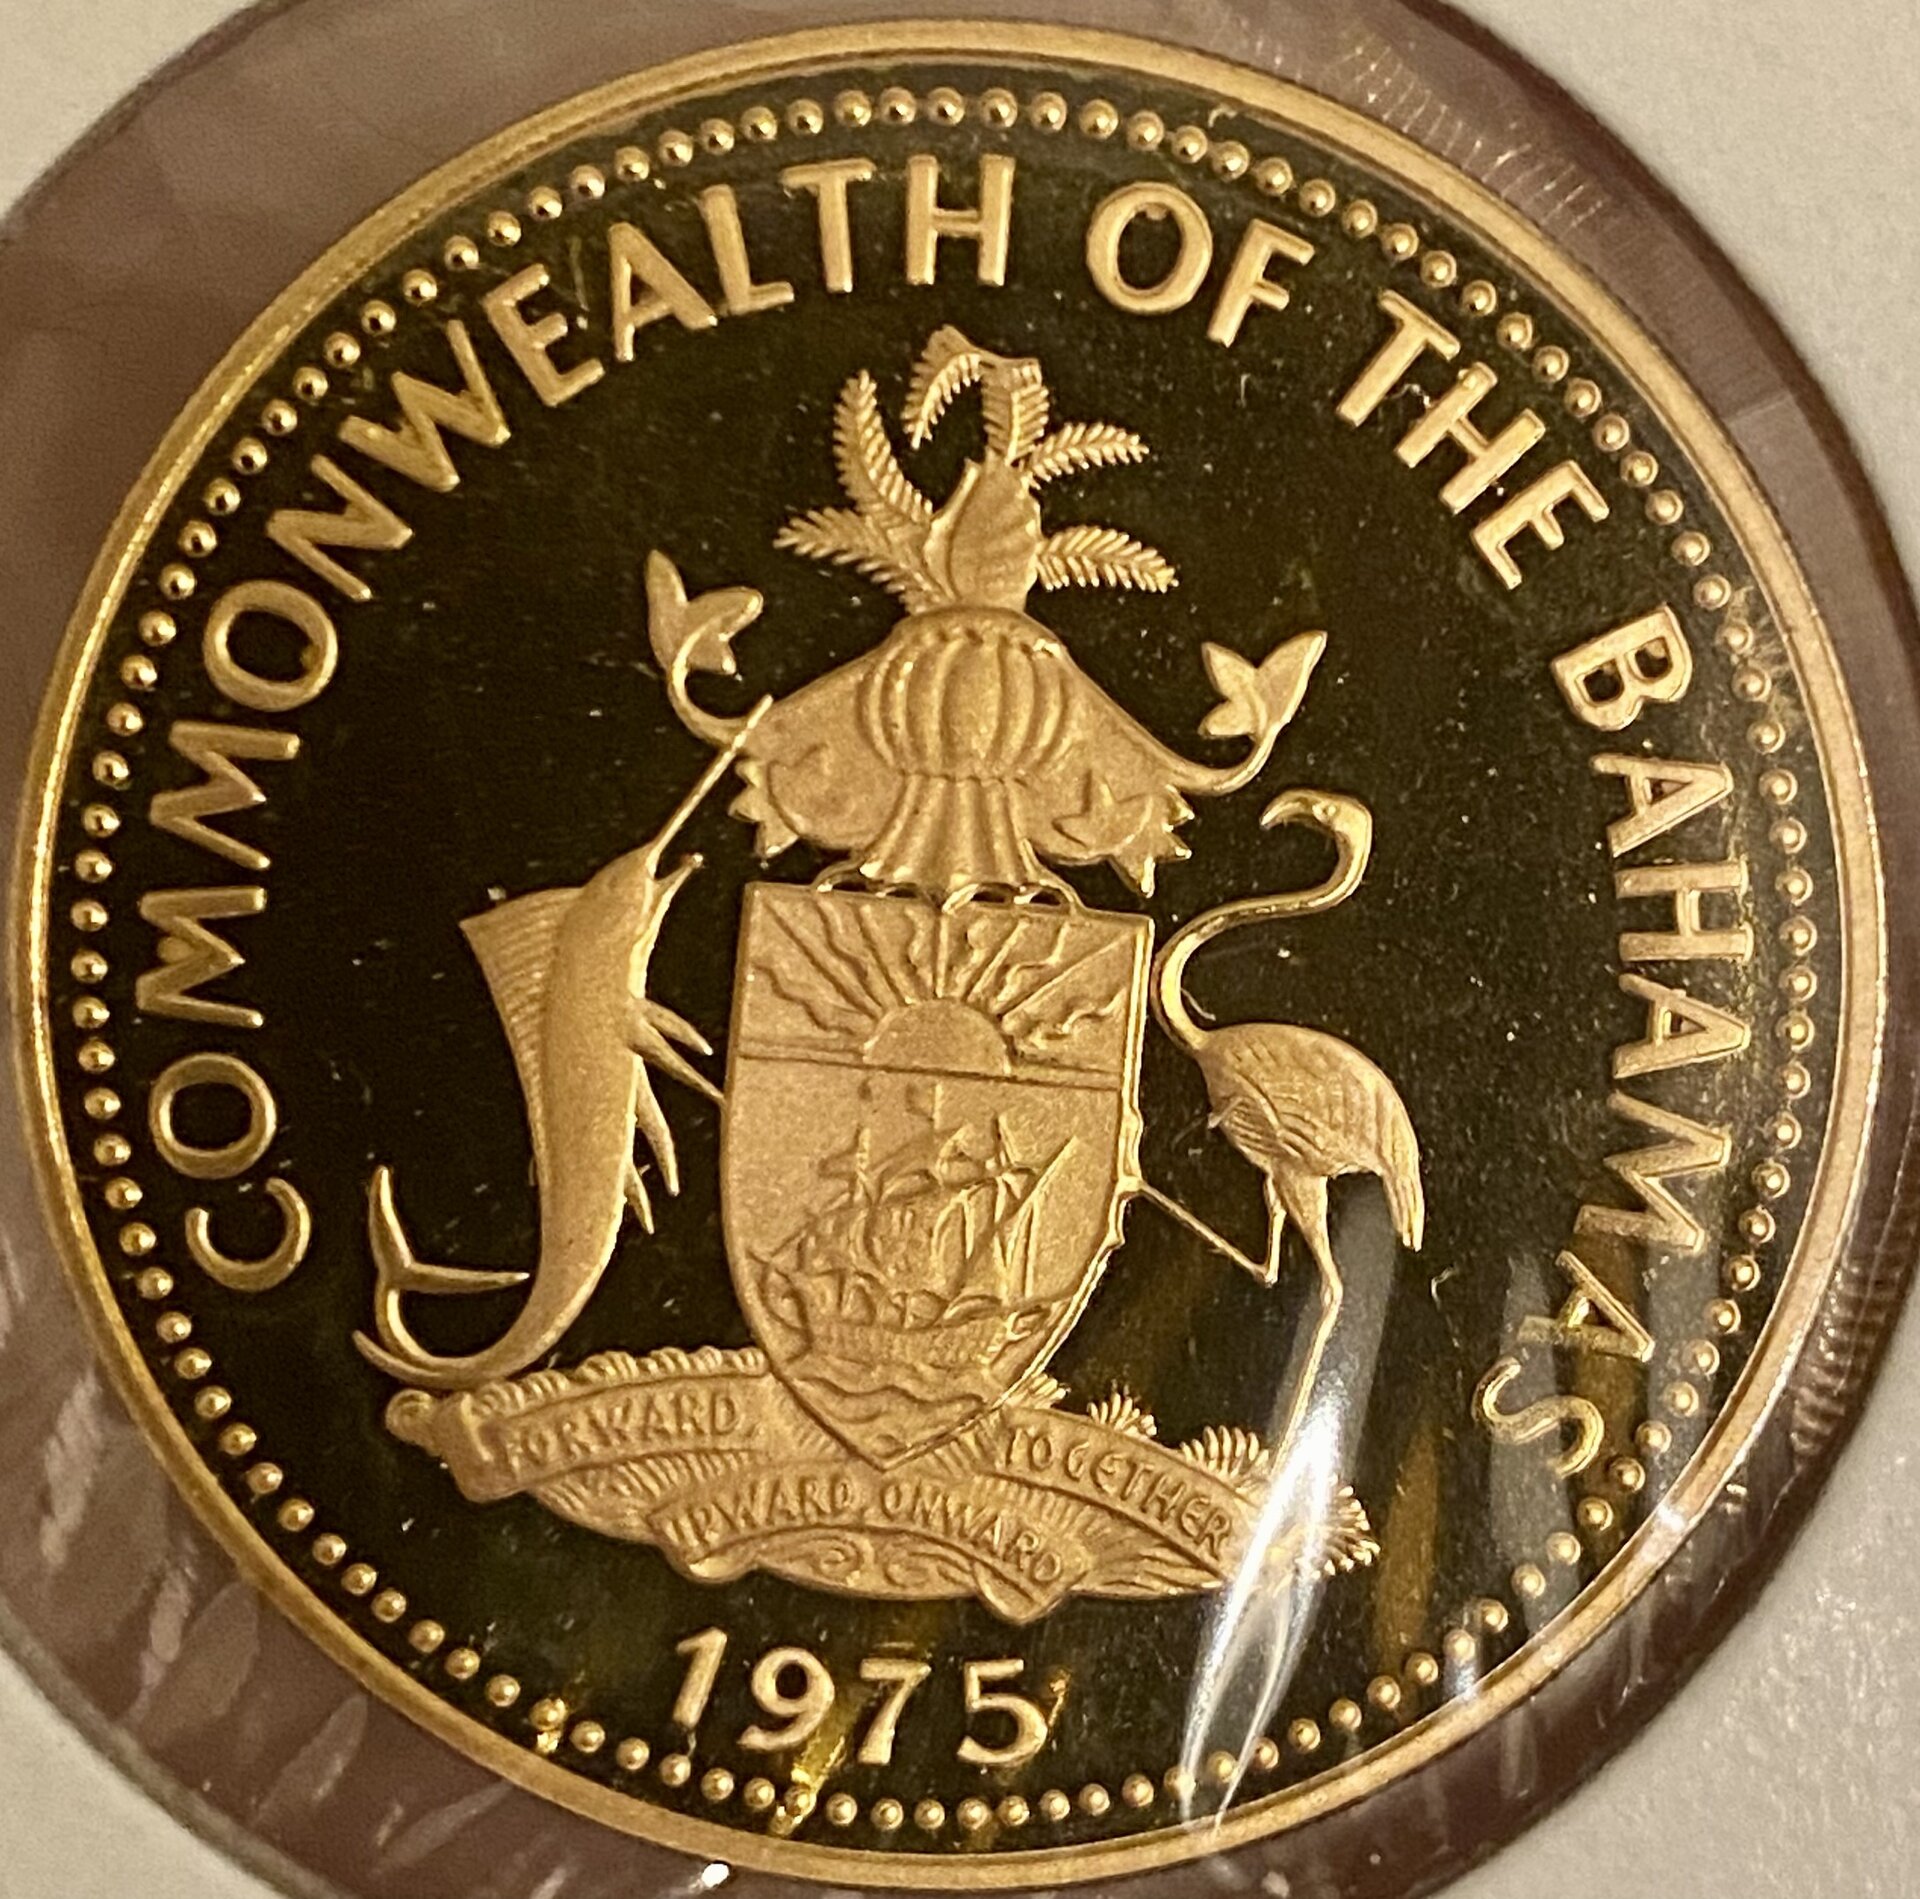 COMMONWEALTH OF THE BAHAMAS
FORWARD, UPWARD, ONWARD TOGETHER
1975